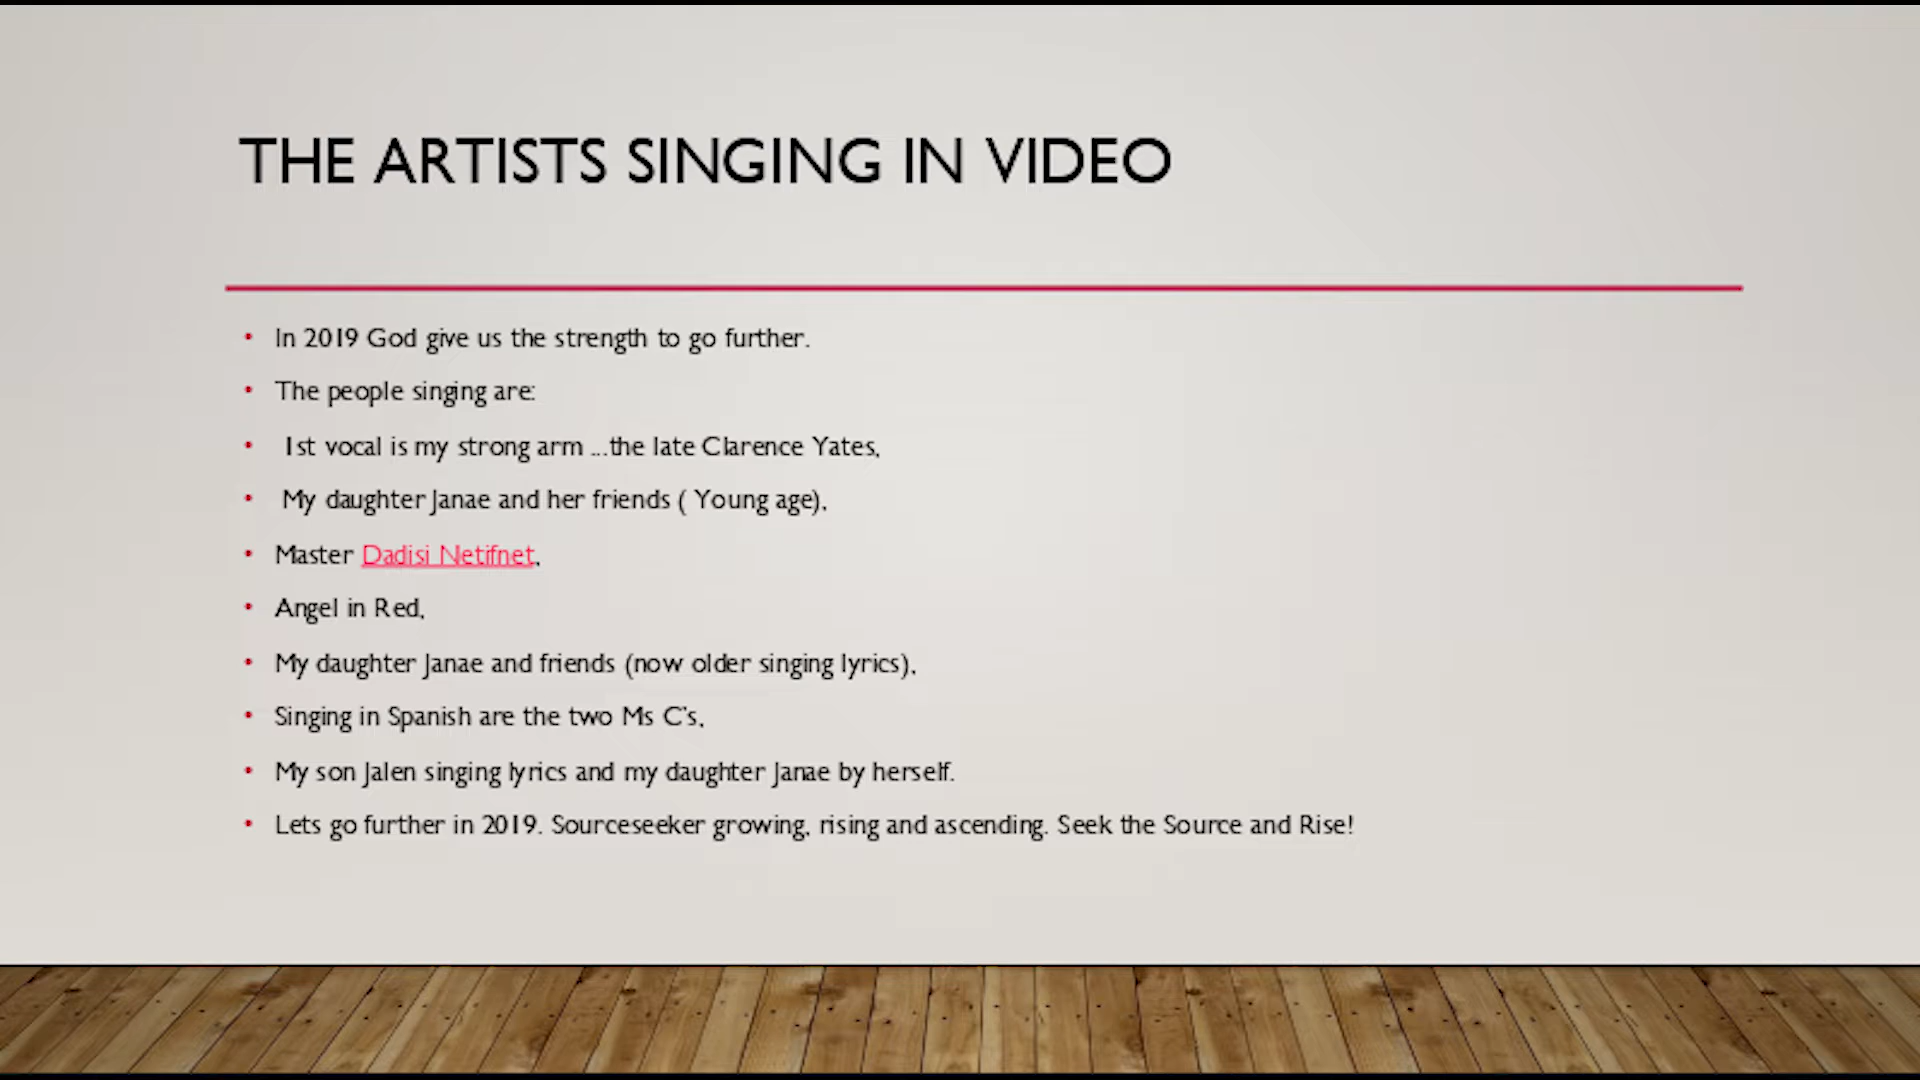 THE ARTISTS SINGING IN VIDEO
• In 2019 God give us the strength to go further.
• The people singing are:
• 1st vocal is my strong arm ...the late Clarence Yates,
• My daughter Janae and her friends ( Young age),
• Master Dadisi Netifnet,
• Angel in Red,
• My daughter Janae and friends (now older singing lyrics),
• Singing in Spanish are the two Ms C's,
• My son Jalen singing lyrics and my daughter Janae by herself.
• Lets go further in 2019. Sourceseeker growing, rising and ascending. Seek the Source and Rise!